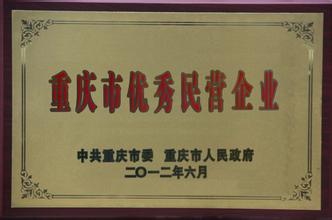 重庆市优秀民营企业
中共重庆市委 重庆市人民政府
二〇一二年六月